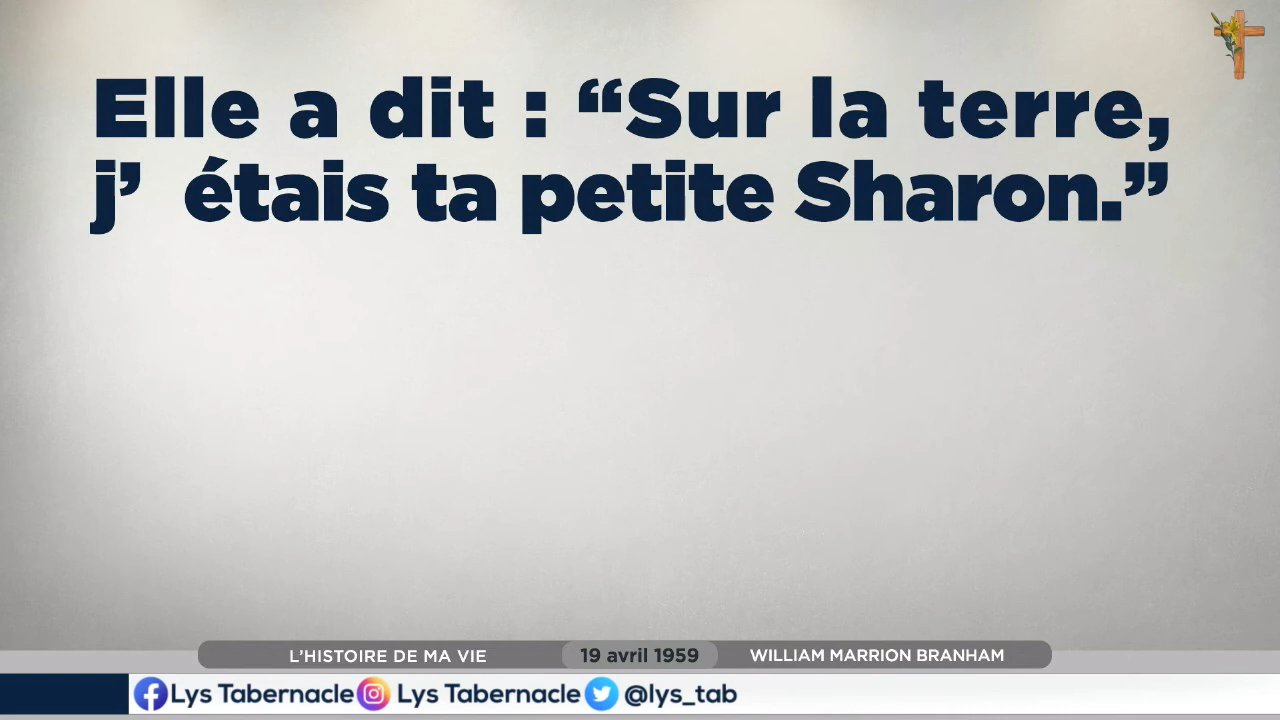 Elle a dit : “Sur la terre,
j’ étais ta petite Sharon.”
L’HISTOIRE DE MA VIE 19 avril 1959 WILLIAM MARRION BRANHAM
Lys Tabernacle Lys Tabernacle @lys_tab